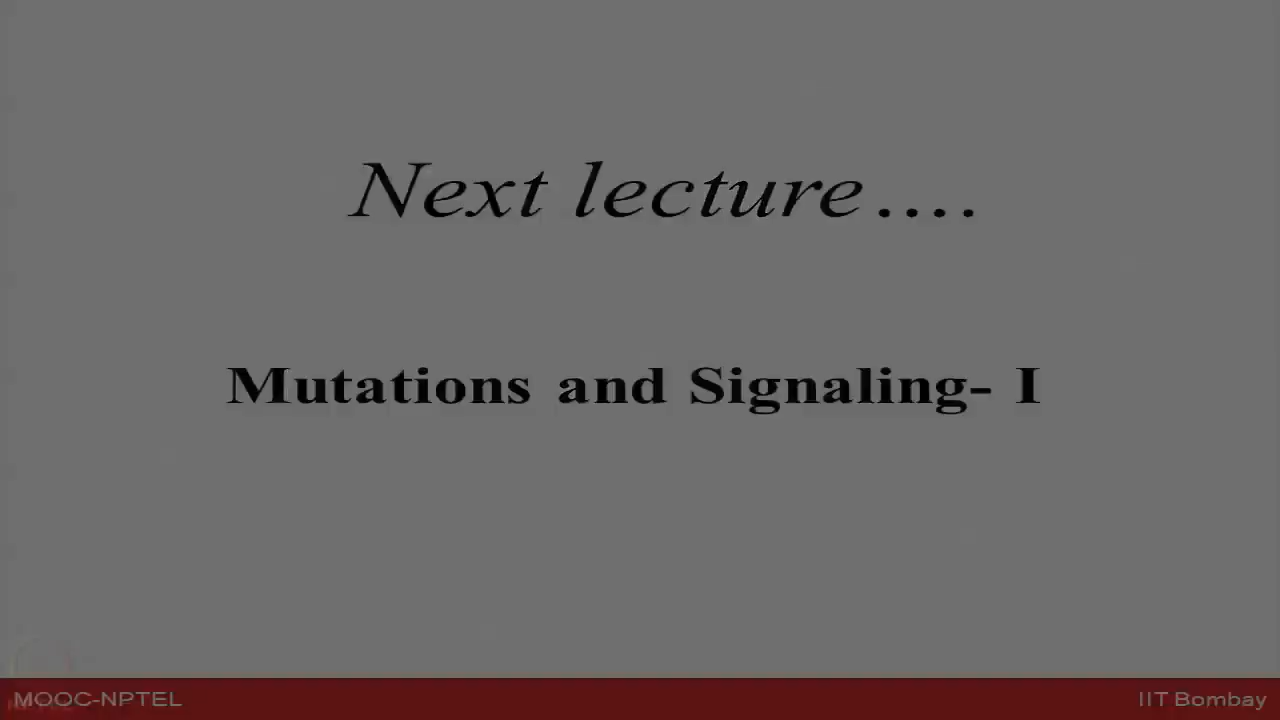 Next lecture....
Mutations and Signaling- I
MOOC-NPTEL
IIT Bombay